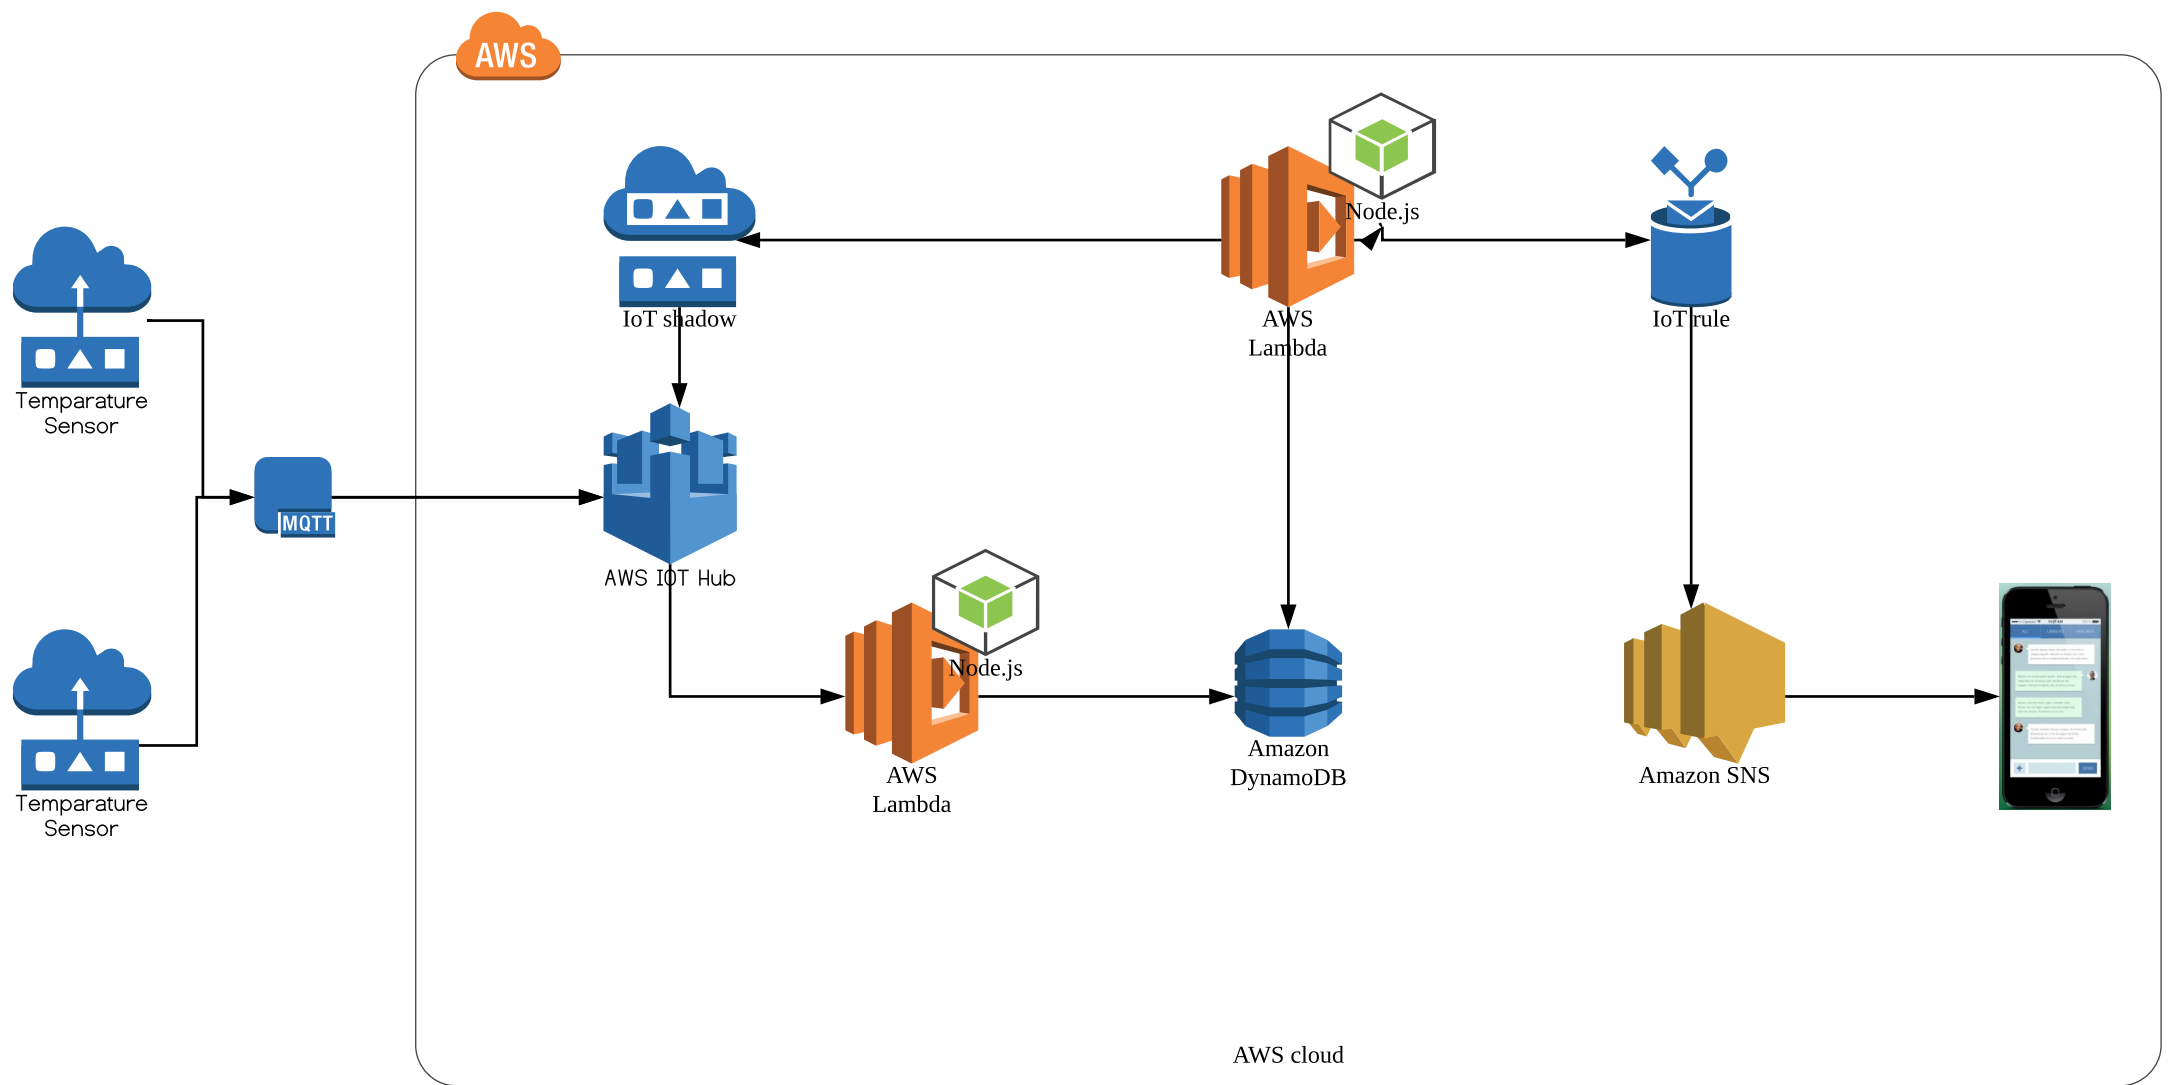 AWS
Node.js
IoT shadow
AWS
Lambda
IoT rule
Temparature
Sensor
MQTT
AWS IOT Hub
Node.js
Temparature
Sensor
AWS
Lambda
Amazon
DynamoDB
Amazon SNS
AWS cloud